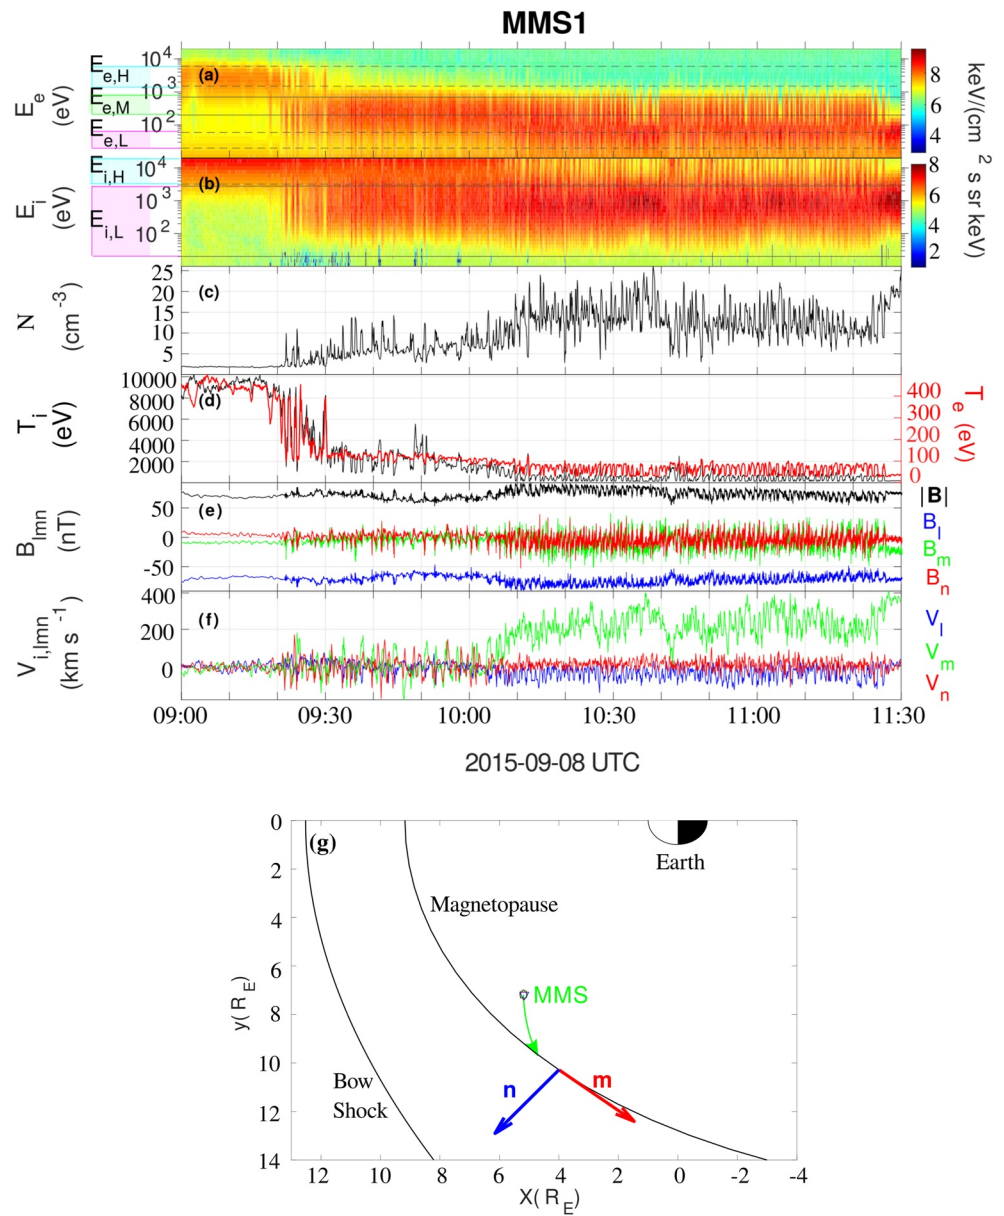 MMS1
E_e (eV)
E_e,H
E_e,M
E_e,L
10^4
10^3
10^2
(a)
8
6
4
keV/(cm^2 s sr keV)
E_i (eV)
E_i,H
E_i,L
10^4
10^3
10^2
(b)
8
6
4
2
N (cm^-3)
25
20
15
10
5
(c)
T_i (eV)
10000
8000
6000
4000
2000
(d)
400
300
200
100
0
T_e (eV)
B_lmn (nT)
50
0
-50
(e)
|B|
B_l
B_m
B_n
V_i,lmn (km s^-1)
400
200
0
(f)
V_l
V_m
V_n
09:00 09:30 10:00 10:30 11:00 11:30
2015-09-08 UTC
(g)
0
2
4
6
8
10
12
14
y(R_E)
Earth
Magnetopause
MMS
n
m
Bow
Shock
12 10 8 6 4 2 0 -2 -4
X(R_E)